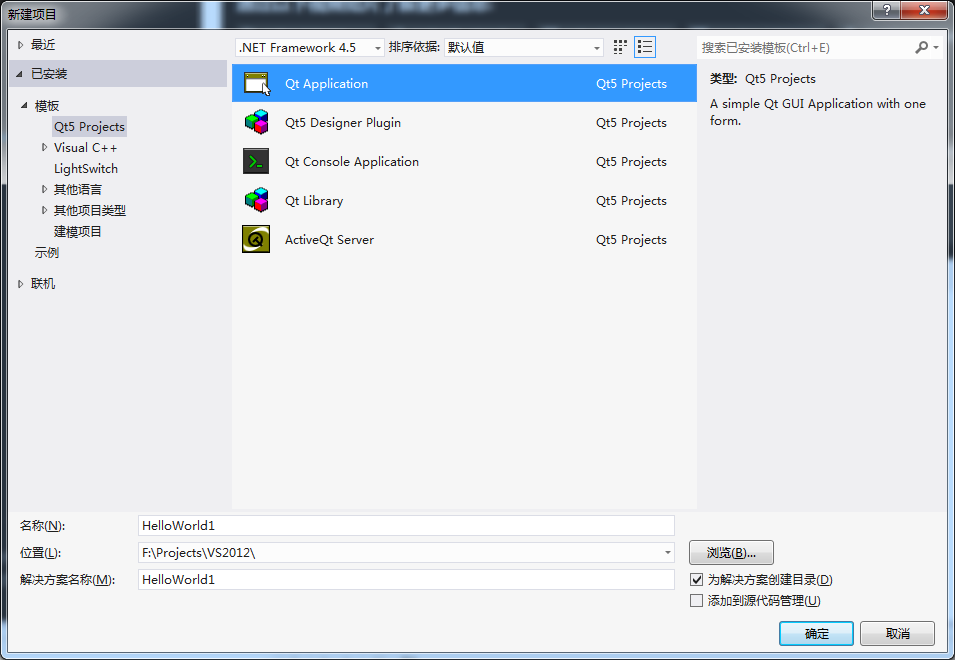 新建项目
最近
.NET Framework 4.5 排序依据: 默认值
搜索已安装模板(Ctrl+E)
已安装
模板
Qt5 Projects
Visual C++
LightSwitch
其他语言
其他项目类型
建模项目
示例
联机
Qt Application Qt5 Projects
Qt5 Designer Plugin Qt5 Projects
Qt Console Application Qt5 Projects
Qt Library Qt5 Projects
ActiveQt Server Qt5 Projects
类型: Qt5 Projects
A simple Qt GUI Application with one
form.
名称(N): HelloWorld1
位置(L): F:\Projects\VS2012\ 浏览(B)...
解决方案名称(M): HelloWorld1
为解决方案创建目录(D)
添加到源代码管理(U)
确定 取消